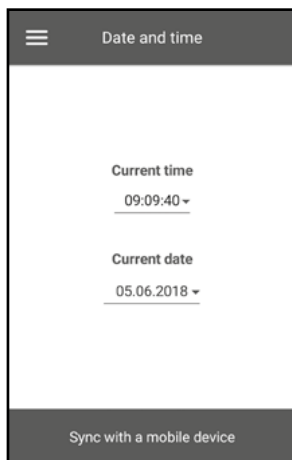 Date and time
Current time
09:09:40
Current date
05.06.2018
Sync with a mobile device